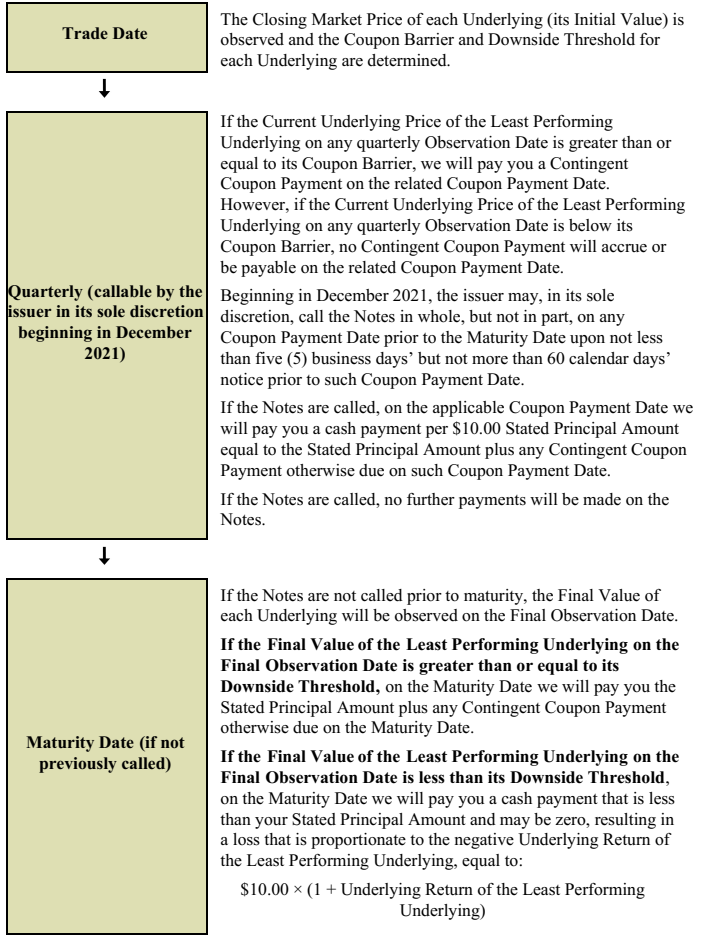 Trade Date
The Closing Market Price of each Underlying (its Initial Value) is
observed and the Coupon Barrier and Downside Threshold for
each Underlying are determined.
Quarterly (callable by the
issuer in its sole discretion
beginning in December
2021)
If the Current Underlying Price of the Least Performing
Underlying on any quarterly Observation Date is greater than or
equal to its Coupon Barrier, we will pay you a Contingent
Coupon Payment on the related Coupon Payment Date.
However, if the Current Underlying Price of the Least Performing
Underlying on any quarterly Observation Date is below its
Coupon Barrier, no Contingent Coupon Payment will accrue or
be payable on the related Coupon Payment Date.
Beginning in December 2021, the issuer may, in its sole
discretion, call the Notes in whole, but not in part, on any
Coupon Payment Date prior to the Maturity Date upon not less
than five (5) business days’ but not more than 60 calendar days’
notice prior to such Coupon Payment Date.
If the Notes are called, on the applicable Coupon Payment Date we
will pay you a cash payment per $10.00 Stated Principal Amount
equal to the Stated Principal Amount plus any Contingent Coupon
Payment otherwise due on such Coupon Payment Date.
If the Notes are called, no further payments will be made on the
Notes.
Maturity Date (if not
previously called)
If the Notes are not called prior to maturity, the Final Value of
each Underlying will be observed on the Final Observation Date.
If the Final Value of the Least Performing Underlying on the
Final Observation Date is greater than or equal to its
Downside Threshold, on the Maturity Date we will pay you the
Stated Principal Amount plus any Contingent Coupon Payment
otherwise due on the Maturity Date.
If the Final Value of the Least Performing Underlying on the
Final Observation Date is less than its Downside Threshold,
on the Maturity Date we will pay you a cash payment that is less
than your Stated Principal Amount and may be zero, resulting in
a loss that is proportionate to the negative Underlying Return of
the Least Performing Underlying, equal to:
$10.00 × (1 + Underlying Return of the Least Performing
Underlying)